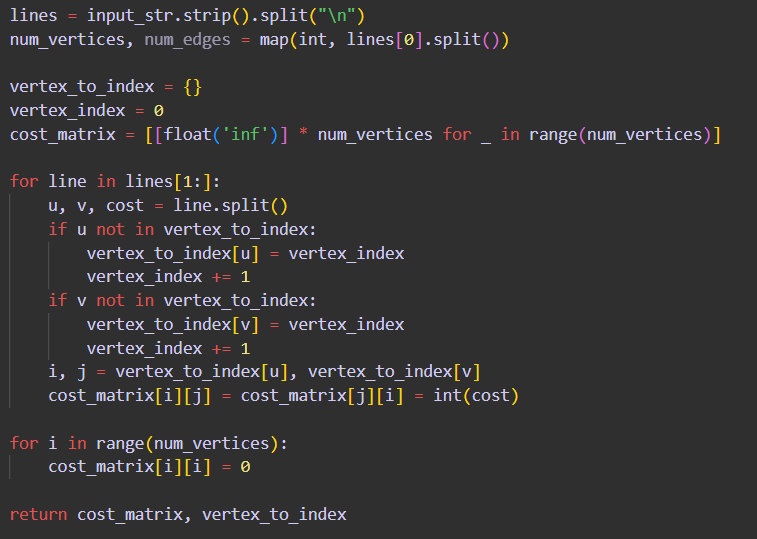 lines = input_str.strip().split("\n")
num_vertices, num_edges = map(int, lines[0].split())

vertex_to_index = {}
vertex_index = 0
cost_matrix = [[float('inf')] * num_vertices for _ in range(num_vertices)]

for line in lines[1:]:
    u, v, cost = line.split()
    if u not in vertex_to_index:
        vertex_to_index[u] = vertex_index
        vertex_index += 1
    if v not in vertex_to_index:
        vertex_to_index[v] = vertex_index
        vertex_index += 1
    i, j = vertex_to_index[u], vertex_to_index[v]
    cost_matrix[i][j] = cost_matrix[j][i] = int(cost)

for i in range(num_vertices):
    cost_matrix[i][i] = 0

return cost_matrix, vertex_to_index